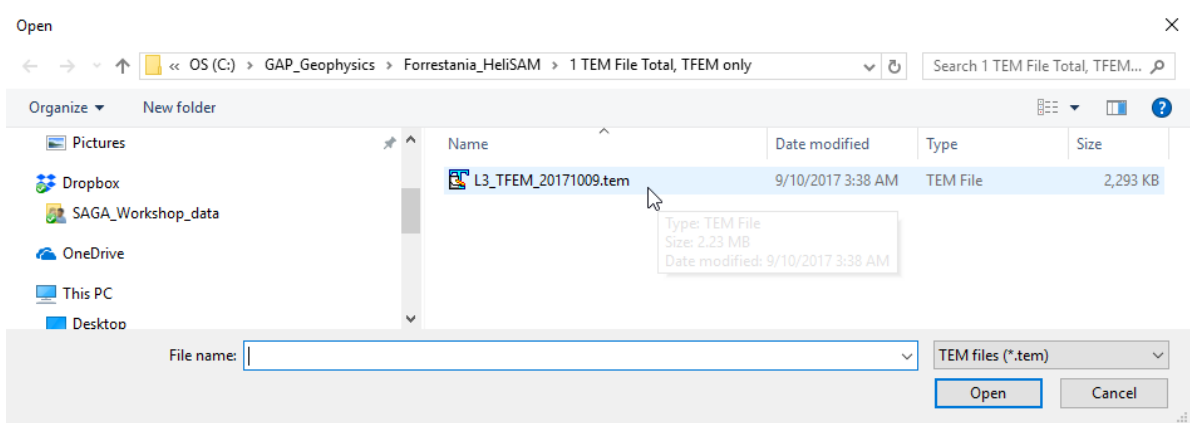 Open
« OS (C:) > GAP_Geophysics > Forrestania_HeliSAM > 1 TEM File Total, TFEM only
Search 1 TEM File Total, TFEM...
Organize
New folder
Pictures
Dropbox
SAGA_Workshop_data
OneDrive
This PC
Desktop
Name Date modified Type Size
L3_TFEM_20171009.tem 9/10/2017 3:38 AM TEM File 2,293 KB
Type: TEM File
Size: 2.23 MB
Date modified: 9/10/2017 3:38 AM
File name:
TEM files (*.tem)
Open
Cancel